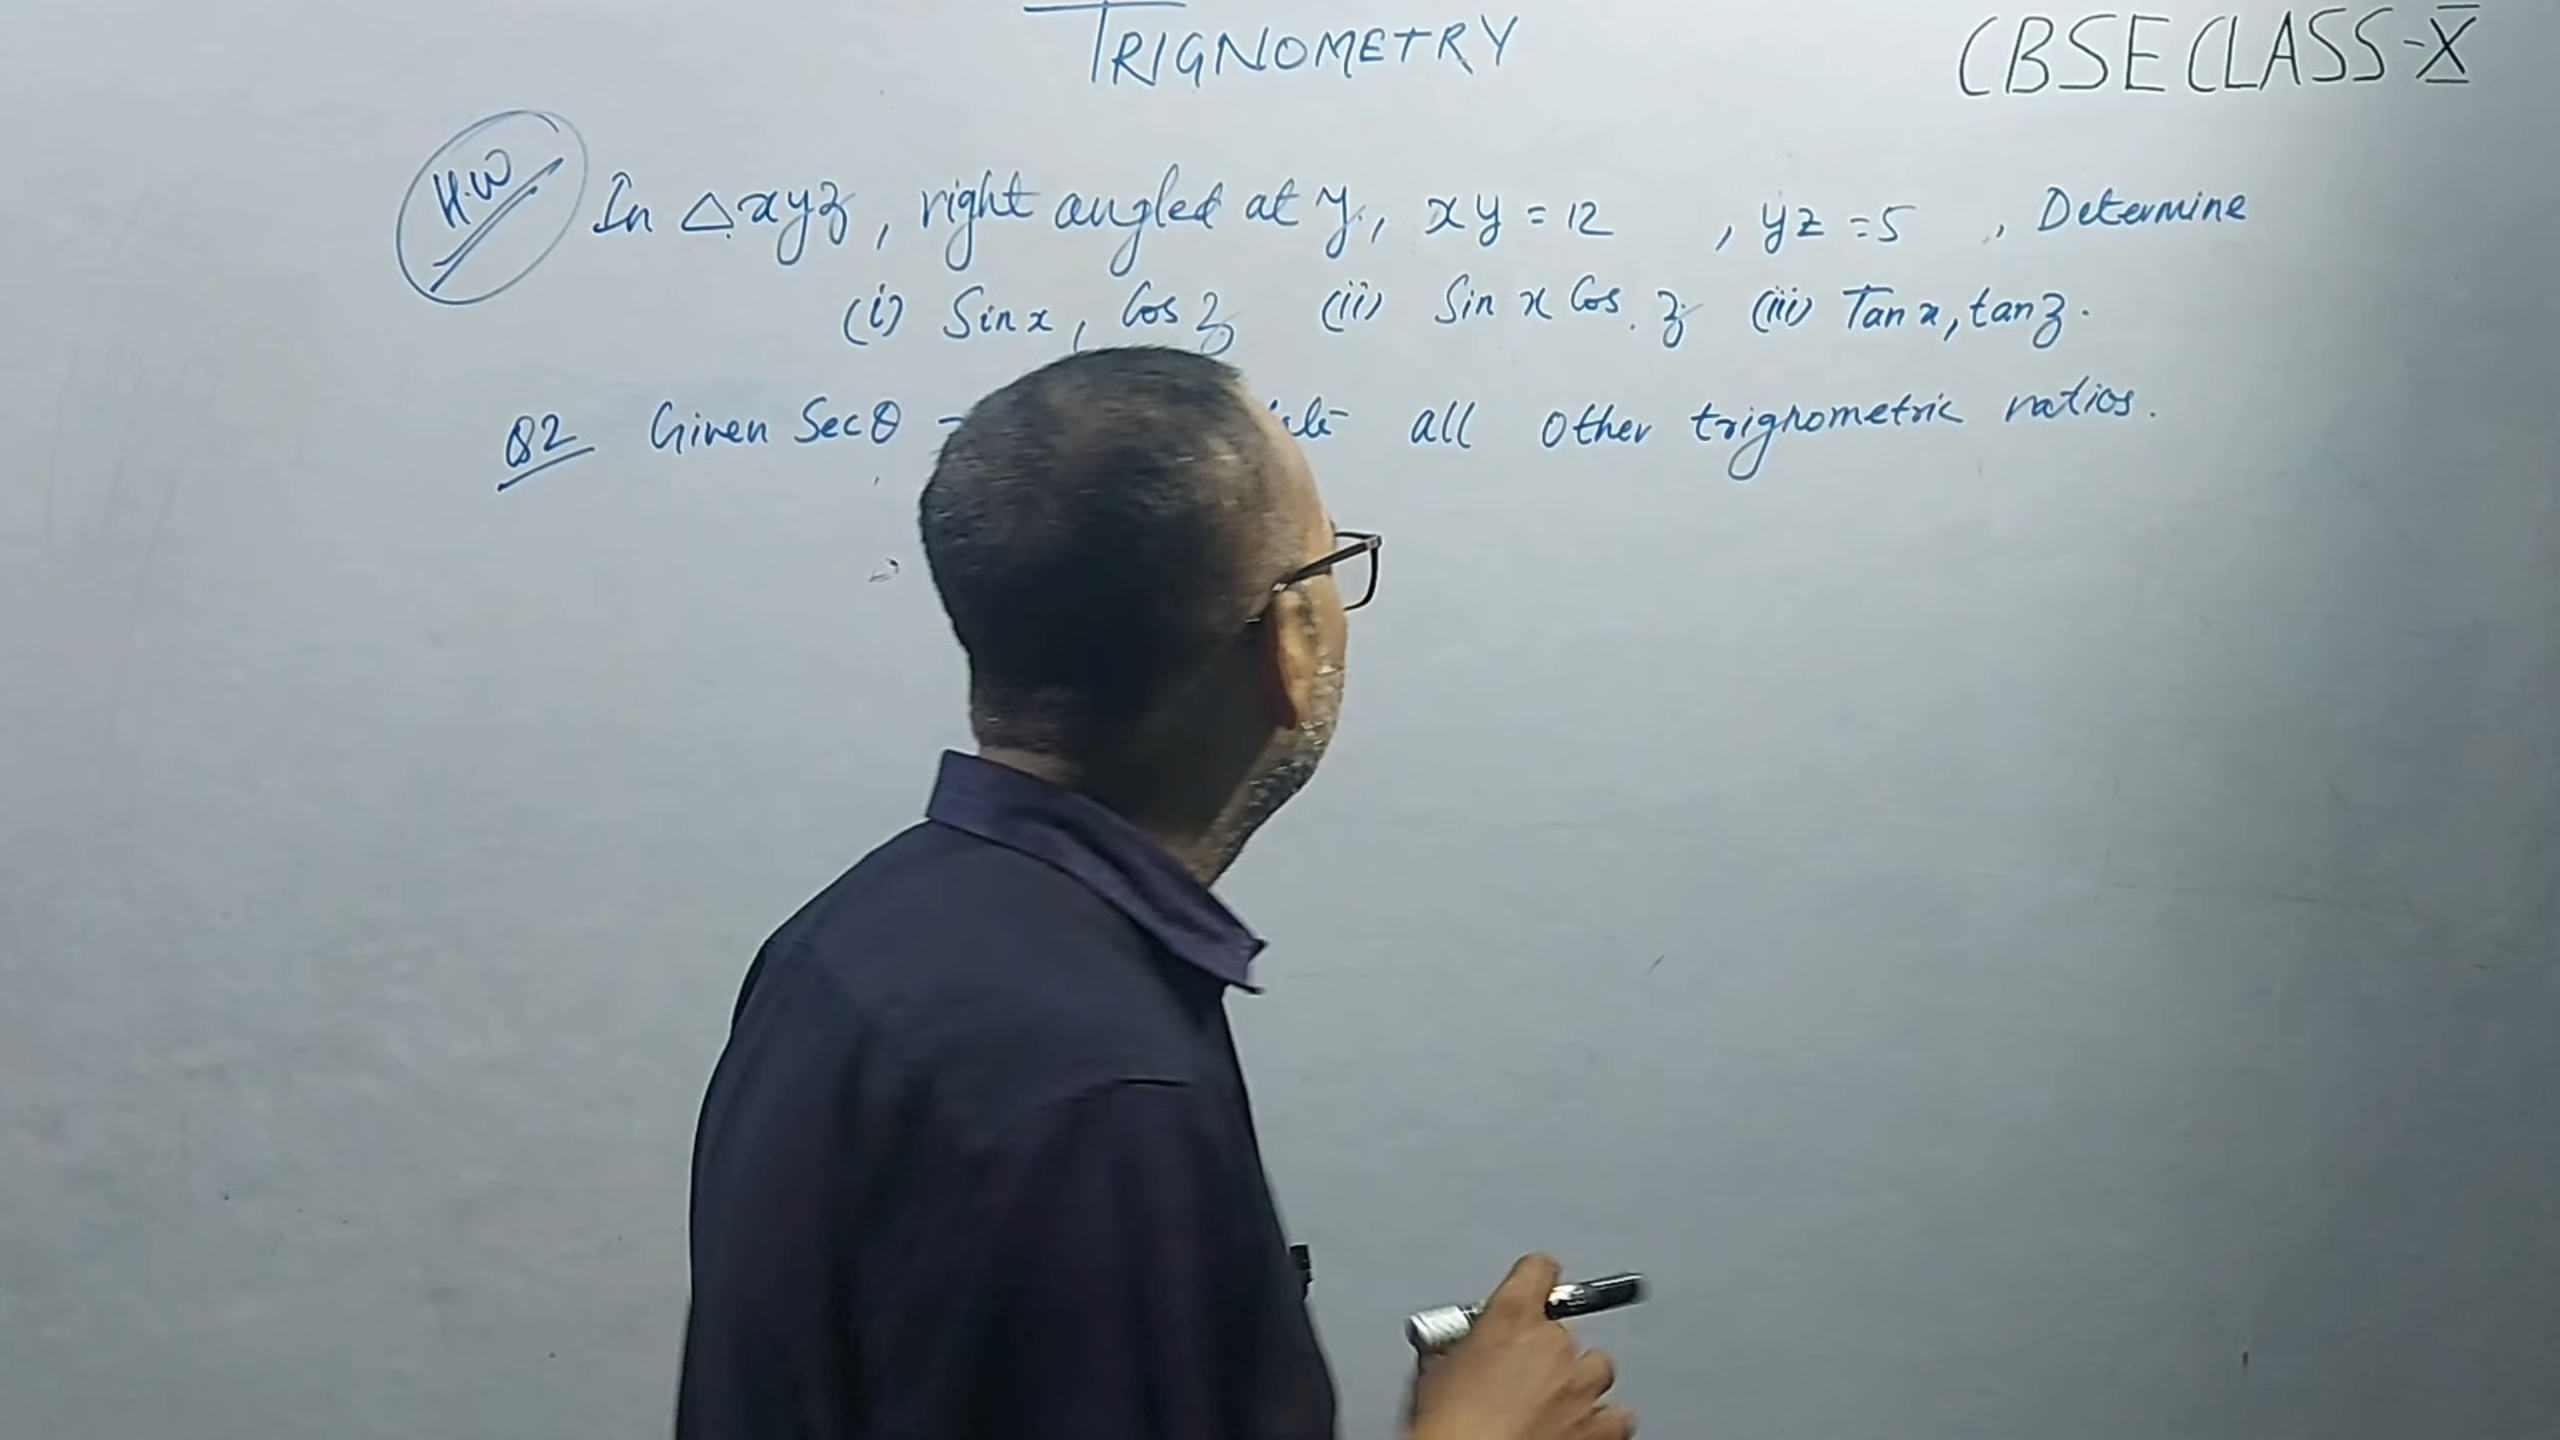 TRIGNOMETRY
CBSE CLASS-X
H.W
In △xyz, right angled at y, xy = 12 , yz = 5 , Determine
(i) Sin x, Cos z (ii) Sin x Cos. z (iii) Tan x, tan z.
Q2 Given Sec θ all other trignometric ratios.